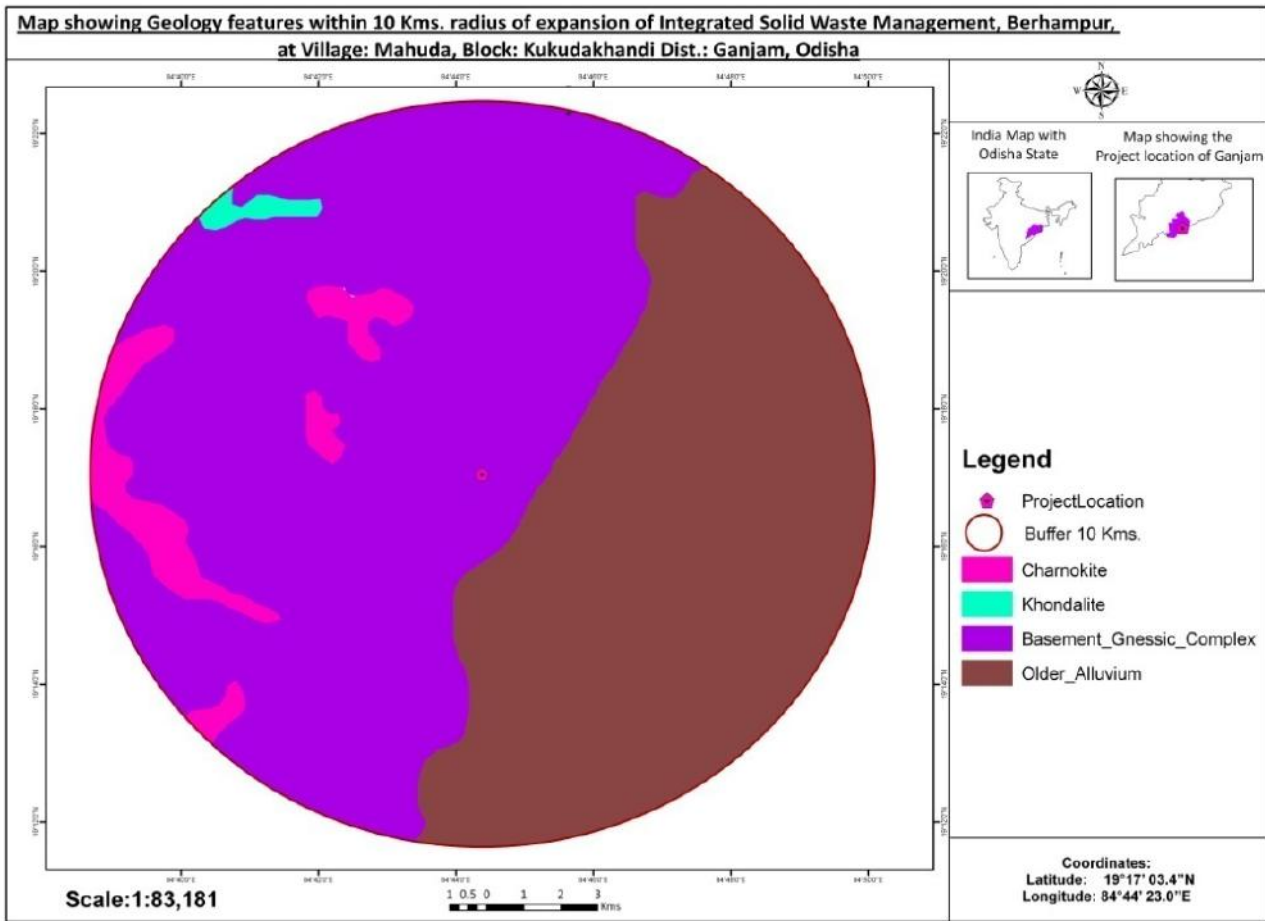 Map showing Geology features within 10 Kms. radius of expansion of Integrated Solid Waste Management, Berhampur,
at Village: Mahuda, Block: Kukudakhandi Dist.: Ganjam, Odisha
N
W E
S
India Map with
Odisha State
Map showing the
Project location of Ganjam
Legend
ProjectLocation
Buffer 10 Kms.
Charnokite
Khondalite
Basement_Gnessic_Complex
Older_Alluvium
Scale:1:83,181
1 0.5 0 1 2 3
Kms
Coordinates:
Latitude: 19°17' 03.4"N
Longitude: 84°44' 23.0"E